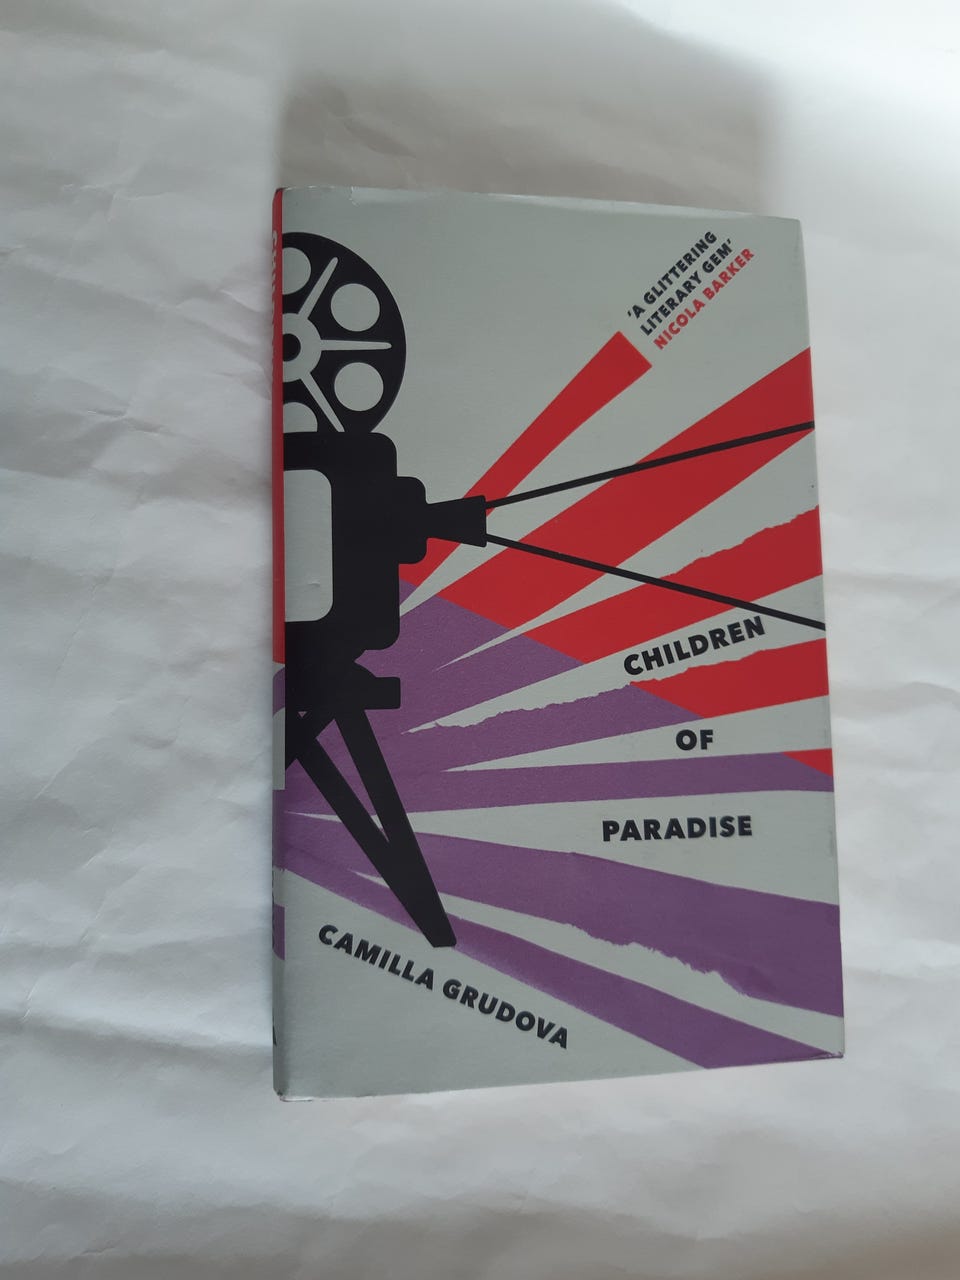 'A GLITTERING
LITERARY GEM'
NICOLA BARKER
CHILDREN
OF
PARADISE
CAMILLA GRUDOVA